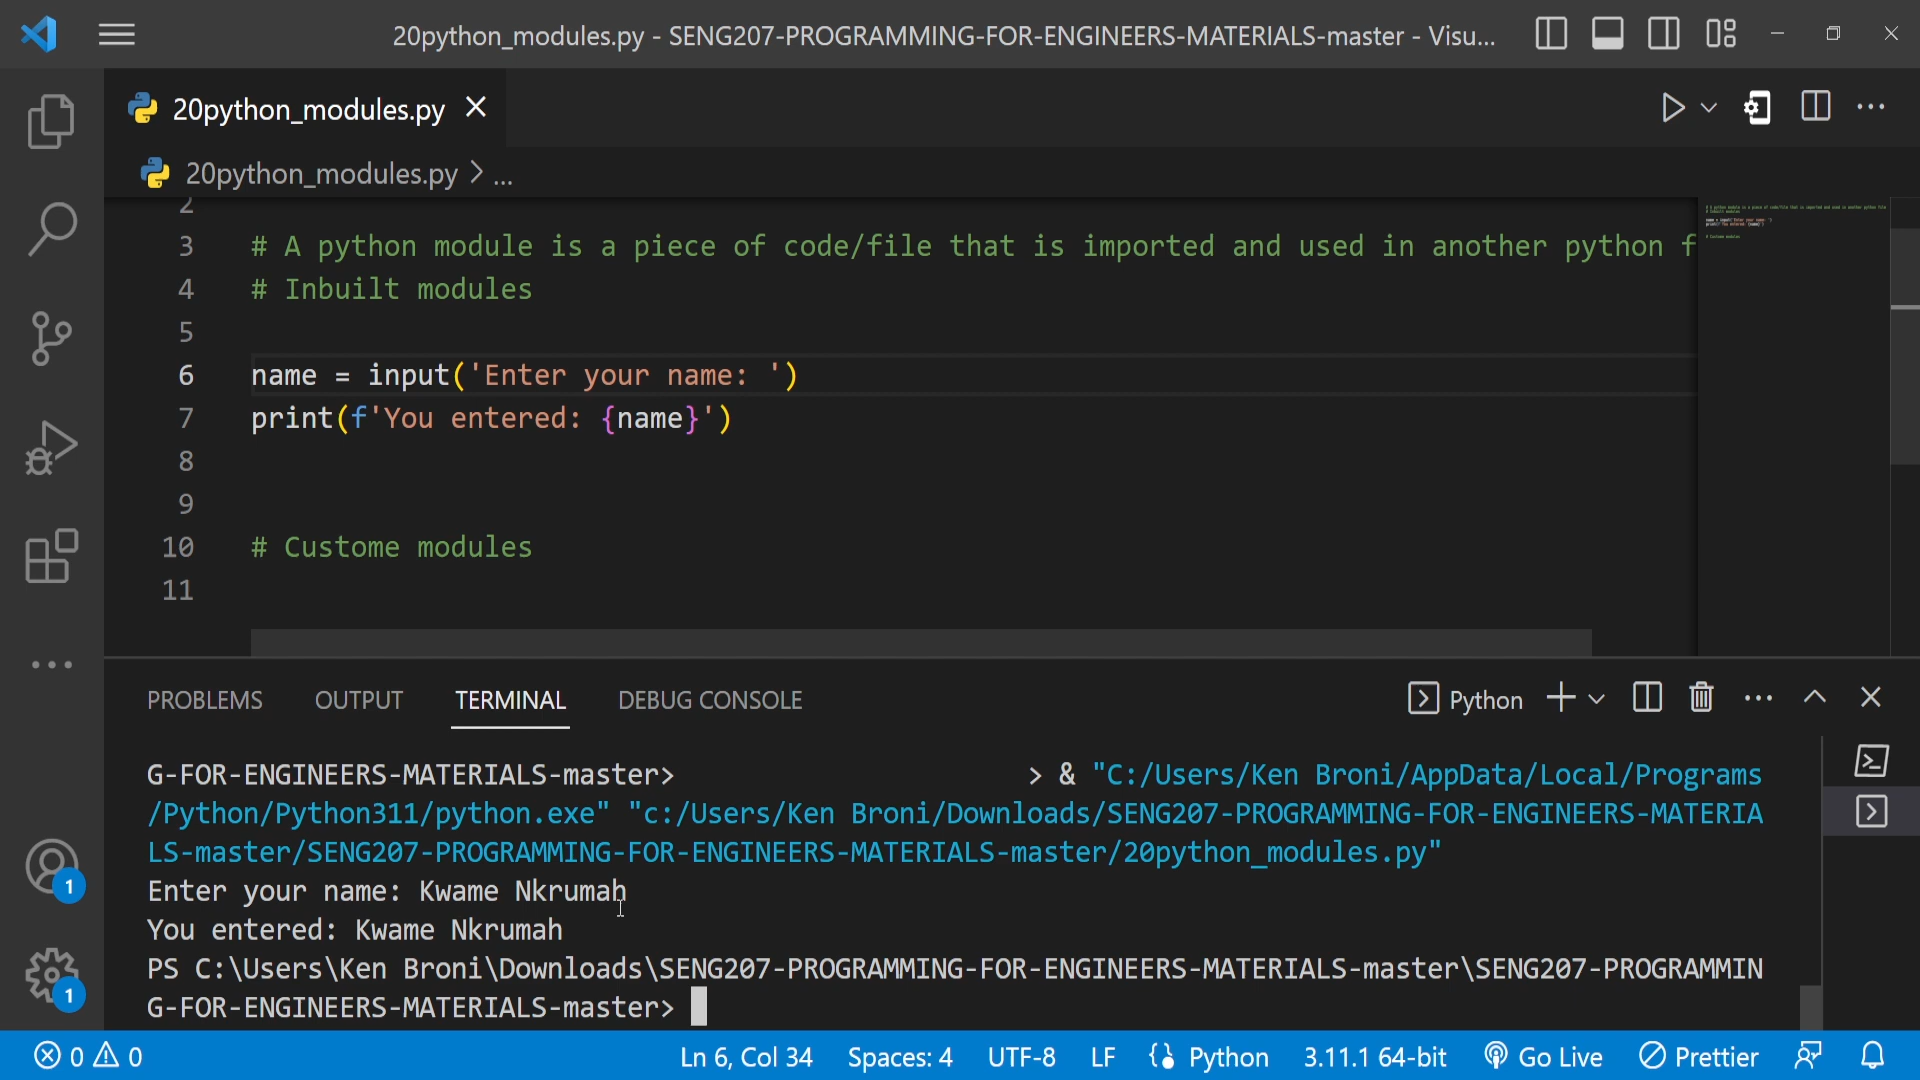 20python_modules.py - SENG207-PROGRAMMING-FOR-ENGINEERS-MATERIALS-master - Visu...
20python_modules.py
20python_modules.py > ...
2
3 # A python module is a piece of code/file that is imported and used in another python f
4 # Inbuilt modules
5
6 name = input('Enter your name: ')
7 print(f'You entered: {name}')
8
9
10 # Custome modules
11
PROBLEMS OUTPUT TERMINAL DEBUG CONSOLE Python
G-FOR-ENGINEERS-MATERIALS-master> > & "C:/Users/Ken Broni/AppData/Local/Programs
/Python/Python311/python.exe" "c:/Users/Ken Broni/Downloads/SENG207-PROGRAMMING-FOR-ENGINEERS-MATERIA
LS-master/SENG207-PROGRAMMING-FOR-ENGINEERS-MATERIALS-master/20python_modules.py"
Enter your name: Kwame Nkrumah
You entered: Kwame Nkrumah
PS C:\Users\Ken Broni\Downloads\SENG207-PROGRAMMING-FOR-ENGINEERS-MATERIALS-master\SENG207-PROGRAMMIN
G-FOR-ENGINEERS-MATERIALS-master>
1
1
0 0 Ln 6, Col 34 Spaces: 4 UTF-8 LF Python 3.11.1 64-bit Go Live Prettier